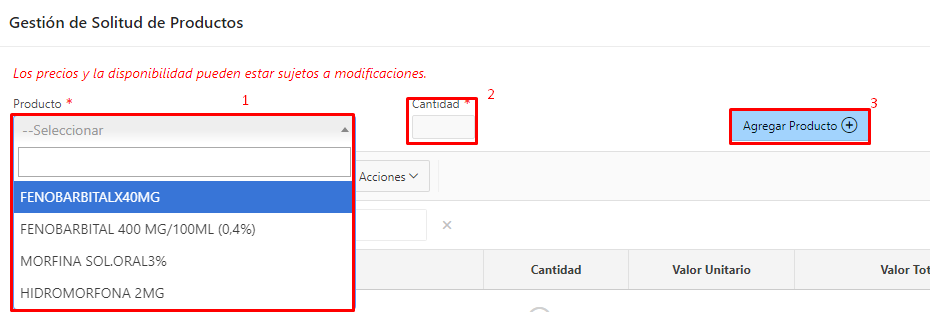 Gestión de Solitud de Productos
Los precios y la disponibilidad pueden estar sujetos a modificaciones.
Producto * 1
Cantidad * 2
3
--Seleccionar
Agregar Producto
FENOBARBITALX40MG
FENOBARBITAL 400 MG/100ML (0,4%)
MORFINA SOL.ORAL3%
HIDROMORFONA 2MG
Acciones
Cantidad Valor Unitario Valor Tot